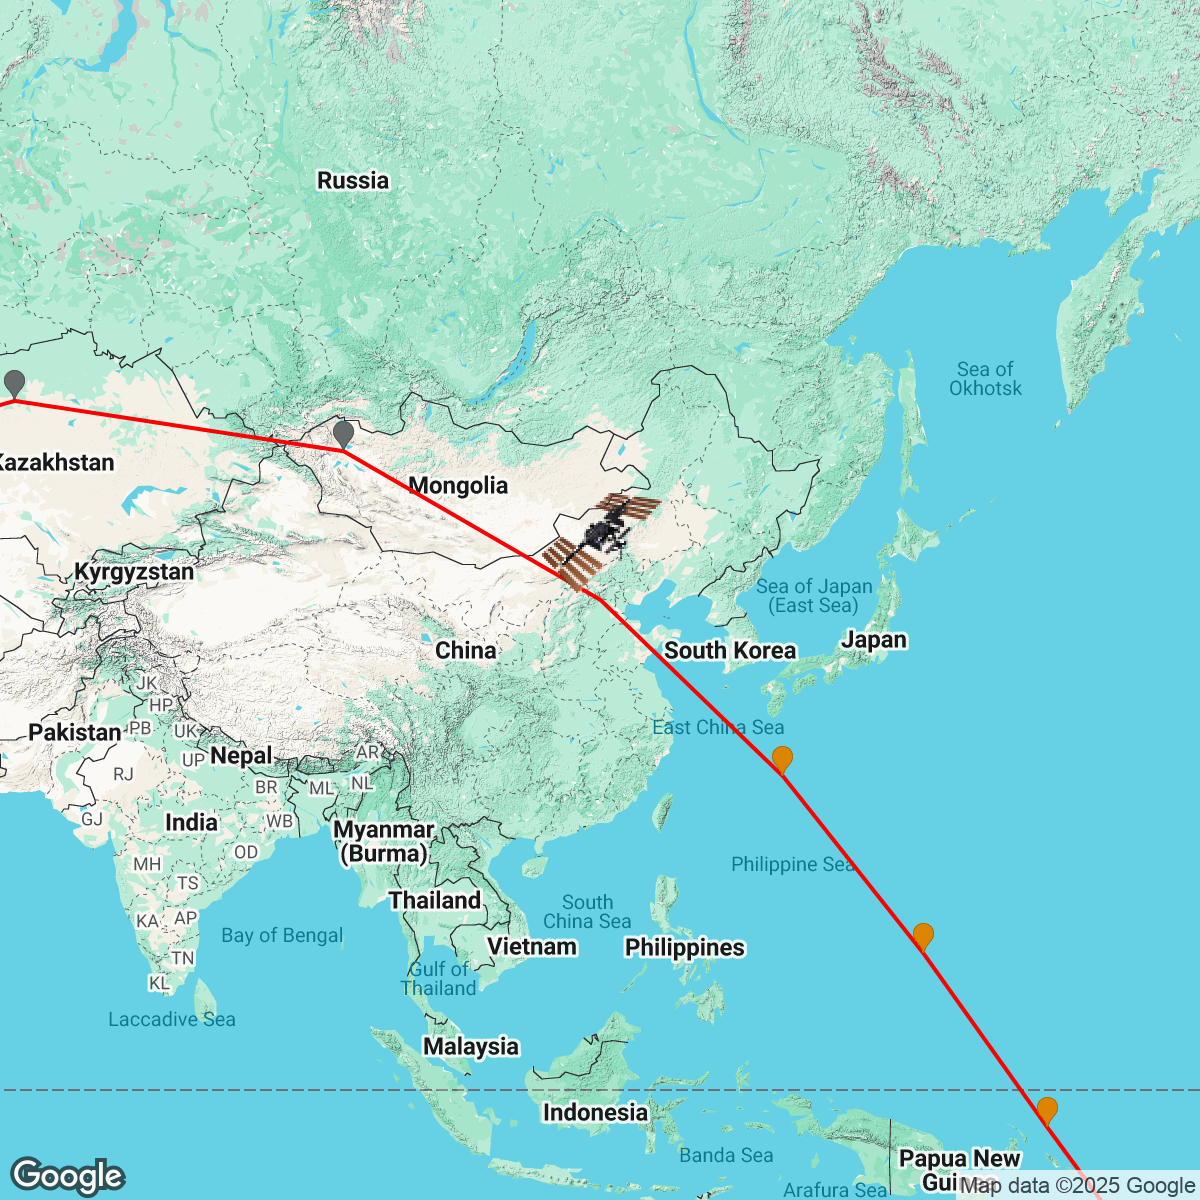 Russia
Sea of
Okhotsk
Kazakhstan
Mongolia
Kyrgyzstan
Sea of Japan
(East Sea)
Japan
China
South Korea
JK
HP
PB
UK
Pakistan
East China Sea
Nepal
AR
UP
RJ
BR
ML
NL
GJ
India
WB
Myanmar
(Burma)
OD
MH
Philippine Sea
TS
Thailand
South
China Sea
KA
AP
Bay of Bengal
Vietnam
Philippines
TN
Gulf of
Thailand
KL
Laccadive Sea
Malaysia
Indonesia
Banda Sea
Papua New
Guinea
Arafura Sea
Google
Map data ©2025 Google